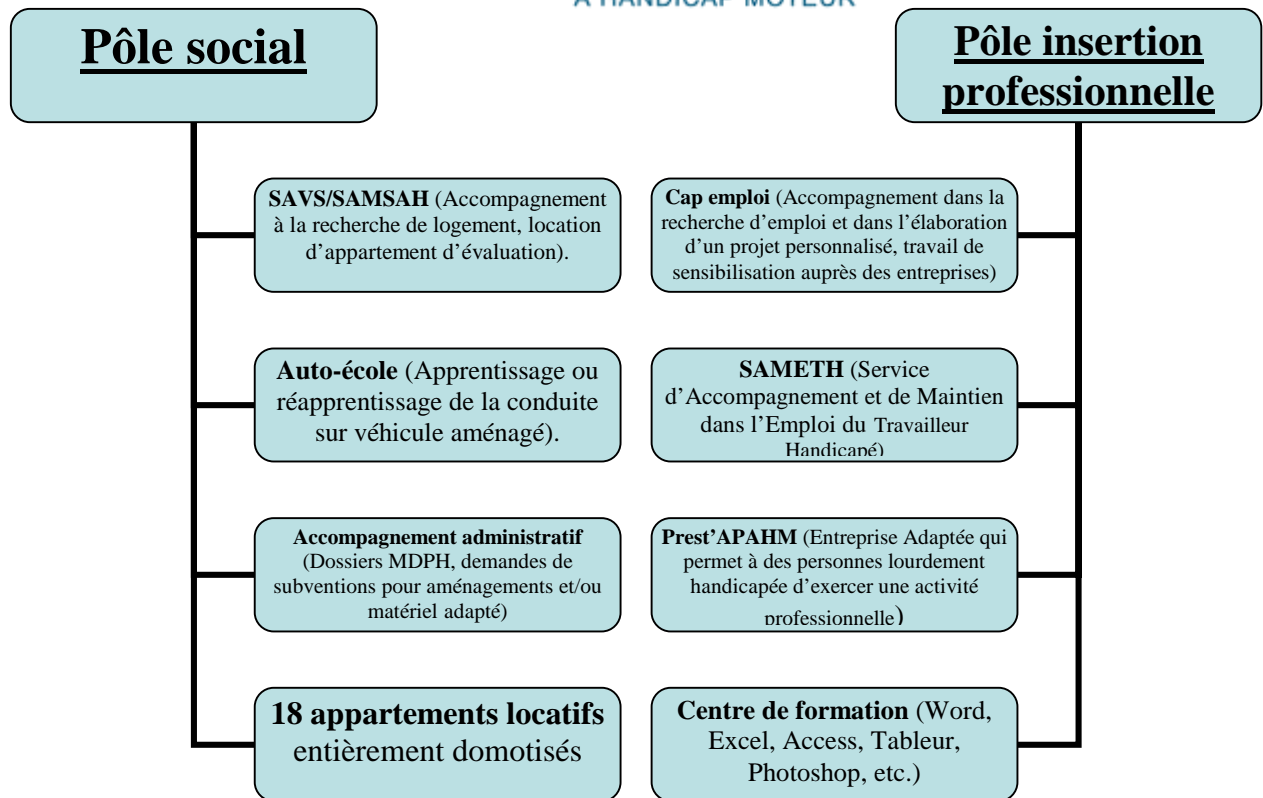 A HANDICAP MOTEUR
Pôle social
Pôle insertion
professionnelle
SAVS/SAMSAH (Accompagnement
à la recherche de logement, location
d’appartement d’évaluation).
Cap emploi (Accompagnement dans la
recherche d’emploi et dans l’élaboration
d’un projet personnalisé, travail de
sensibilisation auprès des entreprises)
Auto-école (Apprentissage ou
réapprentissage de la conduite
sur véhicule aménagé).
SAMETH (Service
d’Accompagnement et de Maintien
dans l’Emploi du Travailleur
Handicapé)
Accompagnement administratif
(Dossiers MDPH, demandes de
subventions pour aménagements et/ou
matériel adapté)
Prest’APAHM (Entreprise Adaptée qui
permet à des personnes lourdement
handicapée d’exercer une activité
professionnelle)
18 appartements locatifs
entièrement domotisés
Centre de formation (Word,
Excel, Access, Tableur,
Photoshop, etc.)